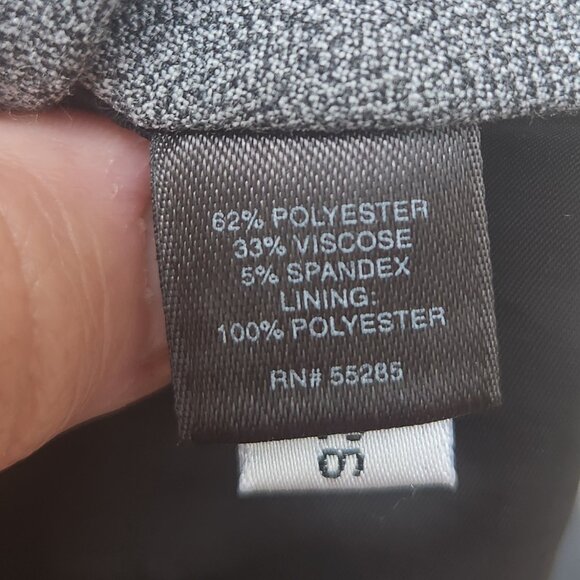 62% POLYESTER
33% VISCOSE
5% SPANDEX
LINING:
100% POLYESTER
RN# 55285